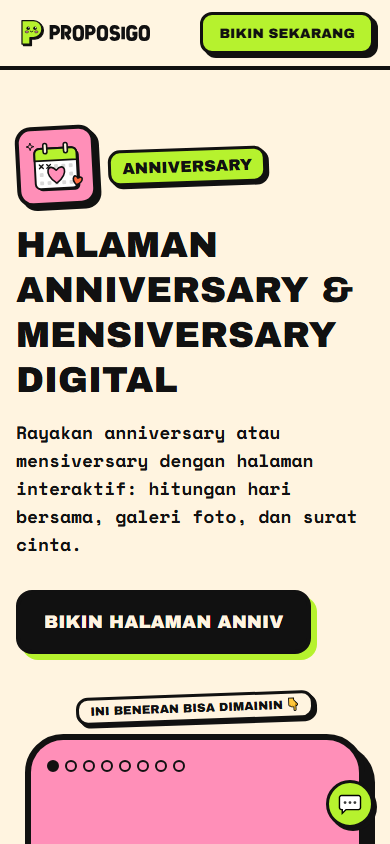 PROPOSIGO
BIKIN SEKARANG
ANNIVERSARY
HALAMAN
ANNIVERSARY &
MENSIVERSARY
DIGITAL
Rayakan anniversary atau
mensiversary dengan halaman
interaktif: hitungan hari
bersama, galeri foto, dan surat
cinta.
BIKIN HALAMAN ANNIV
INI BENERAN BISA DIMAININ 👇